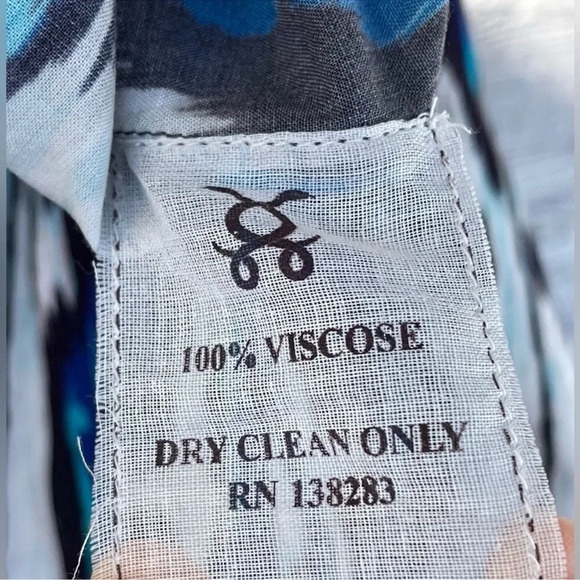 100% VISCOSE
DRY CLEAN ONLY
RN 138283